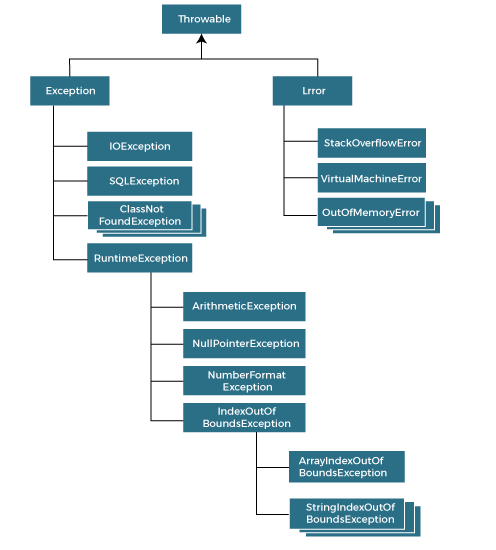 Throwable
Exception
Lrror
IOException
StackOverflowError
SQLException
VirtualMachineError
ClassNot
FoundException
OutOfMemoryError
RuntimeException
ArithmeticException
NullPointerException
NumberFormat
Exception
IndexOutOf
BoundsException
ArrayIndexOutOf
BoundsException
StringIndexOutOf
BoundsException